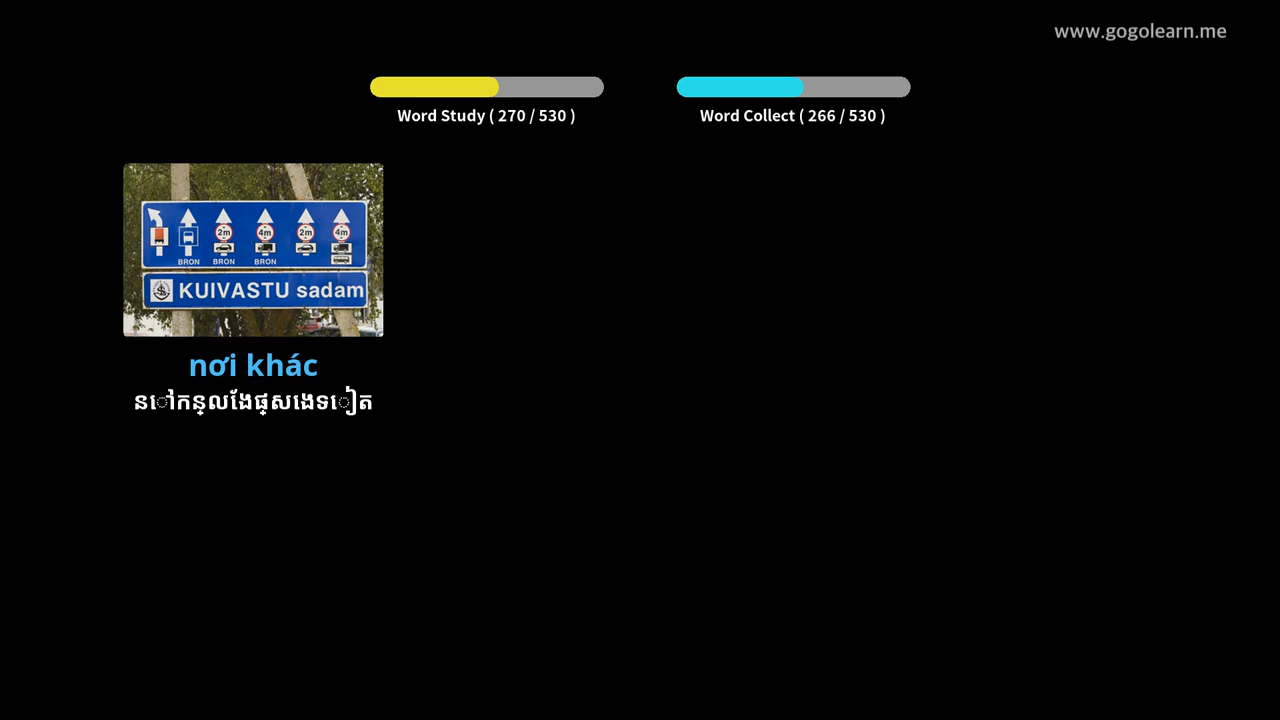 www.gogolearn.me
Word Study ( 270 / 530 )
Word Collect ( 266 / 530 )
2m 4m 2m 4m
BRON BRON BRON
KUIVASTU sadam
nơi khác
នៅកន្លែងផ្សេងទៀត